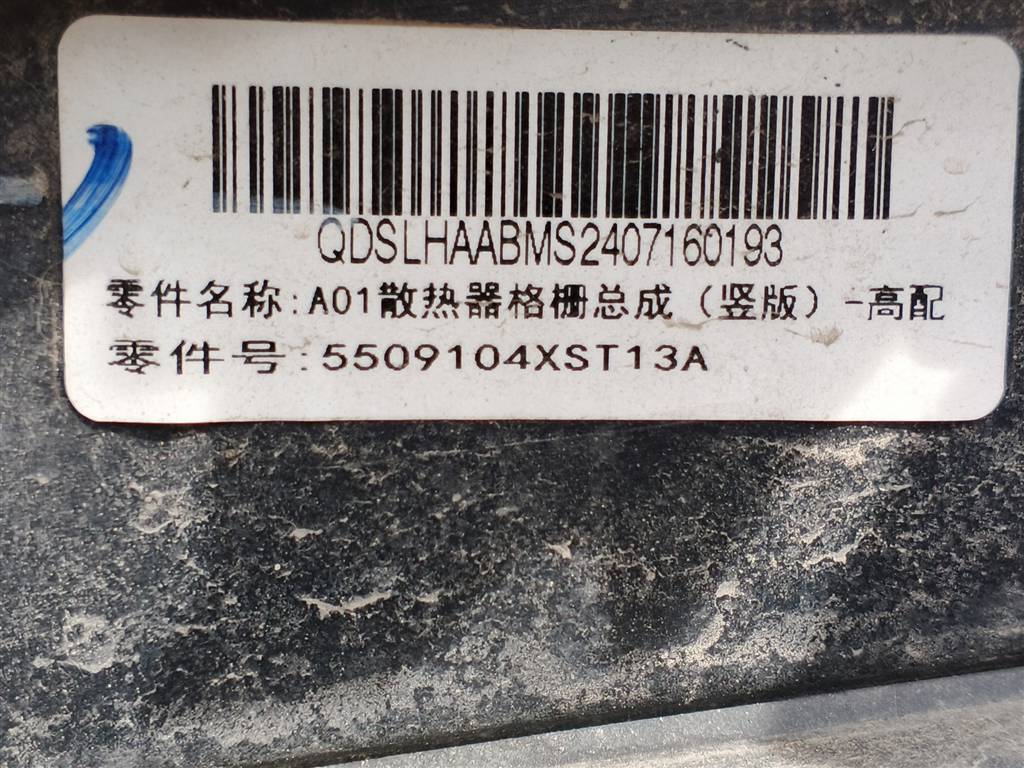 QDSLHAABMS2407160193
零件名称:A01散热器格栅总成（竖版）-高配
零件号:5509104XST13A